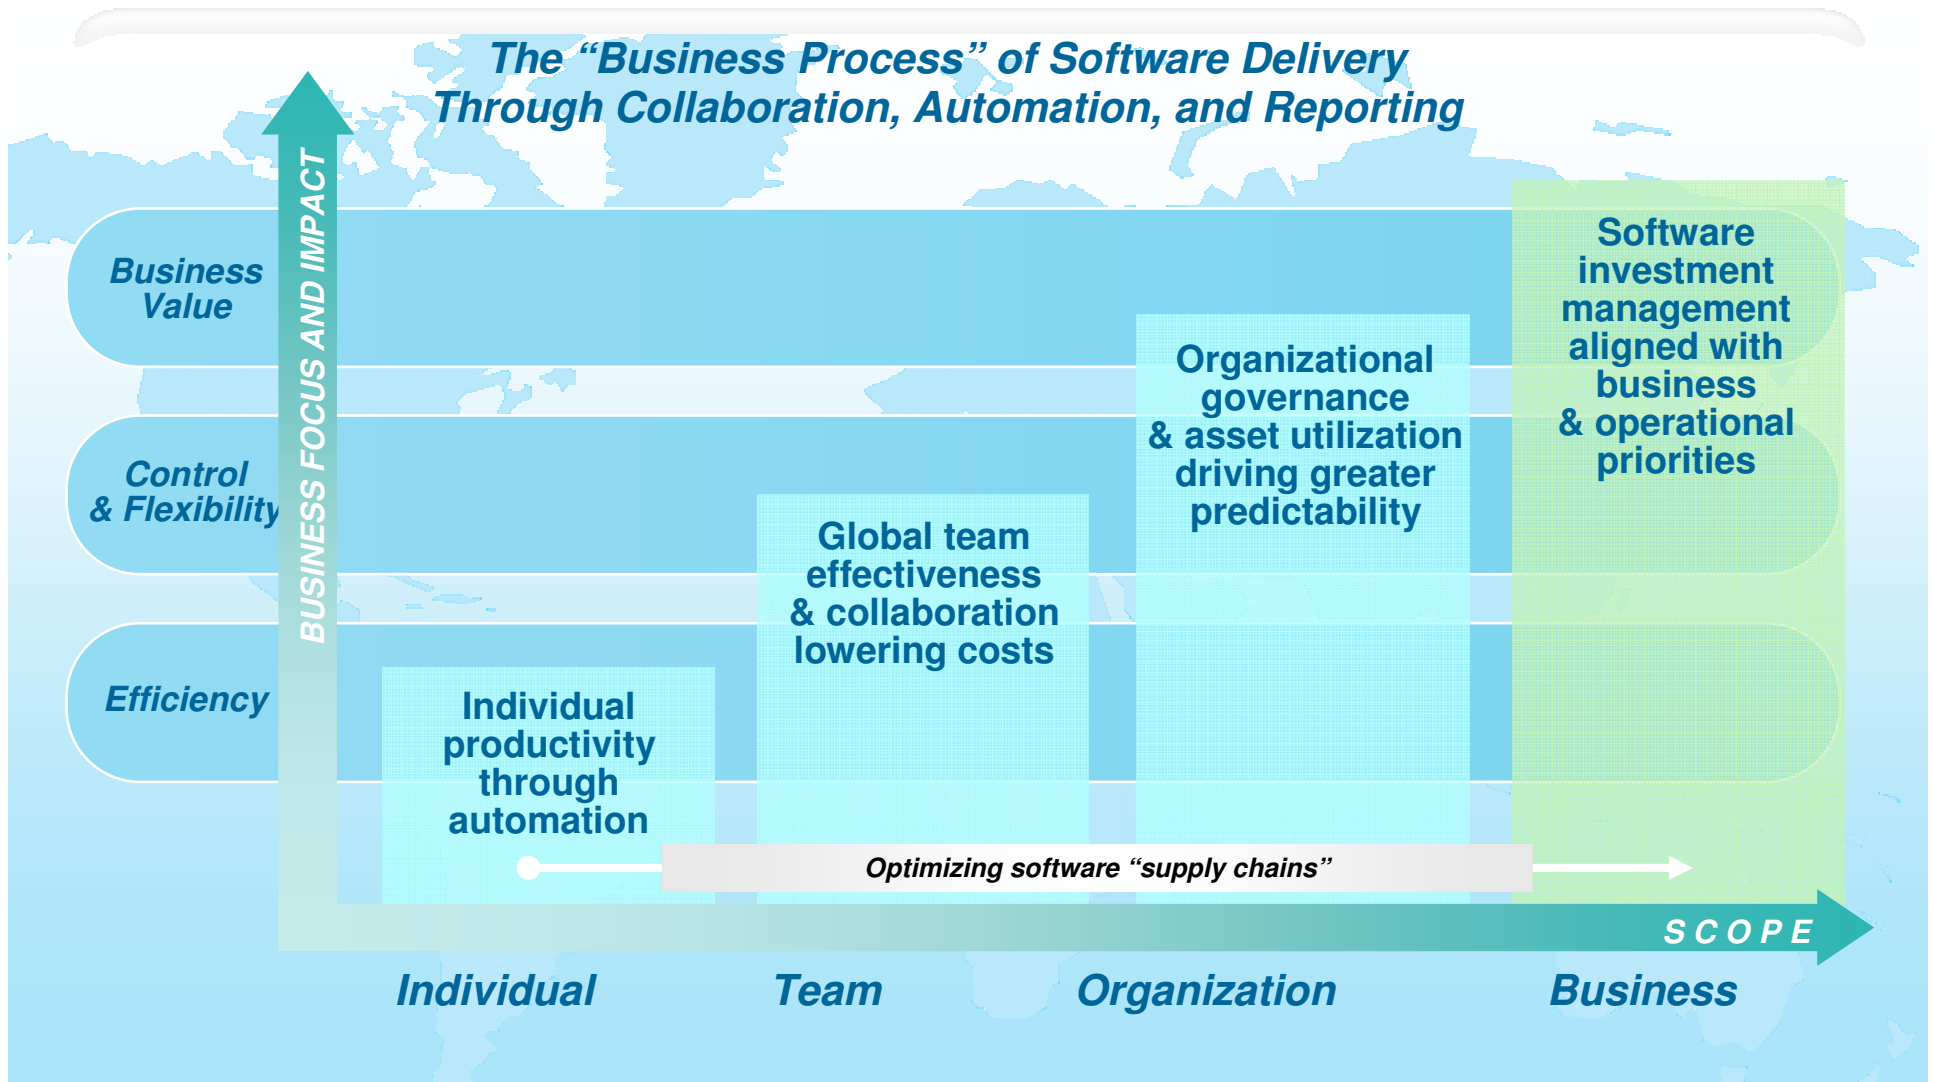 The “Business Process” of Software Delivery
Through Collaboration, Automation, and Reporting
BUSINESS FOCUS AND IMPACT
Business
Value
Control
& Flexibility
Efficiency
Individual
productivity
through
automation
Global team
effectiveness
& collaboration
lowering costs
Organizational
governance
& asset utilization
driving greater
predictability
Software
investment
management
aligned with
business
& operational
priorities
Optimizing software “supply chains”
SCOPE
Individual
Team
Organization
Business